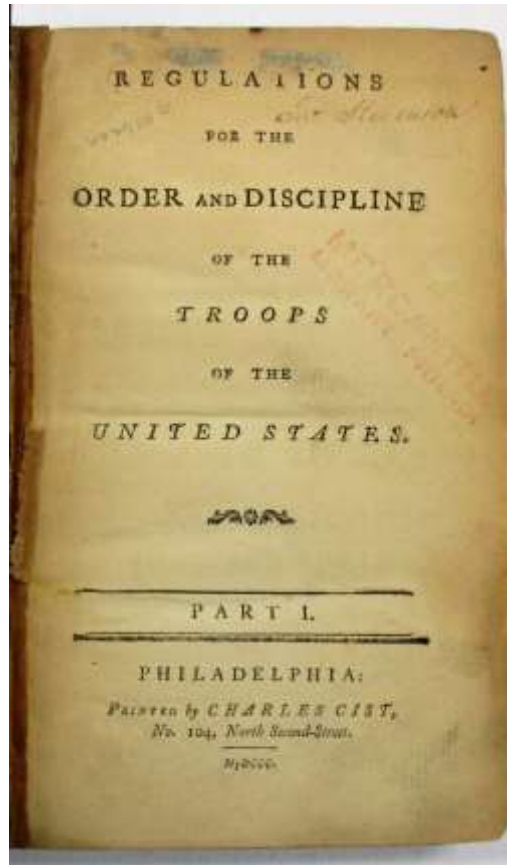 REGULATIONS
FOR THE
ORDER AND DISCIPLINE
OF THE
TROOPS
OF THE
UNITED STATES.
PART I.
PHILADELPHIA:
PRINTED by CHARLES CIST,
No. 104, North Second-Street.